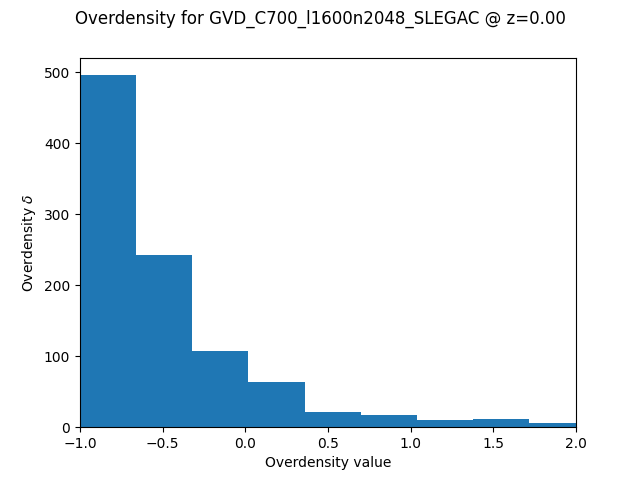 Overdensity for GVD_C700_l1600n2048_SLEGAC @ z=0.00
Overdensity δ
500
400
300
200
100
0
−1.0 −0.5 0.0 0.5 1.0 1.5 2.0
Overdensity value